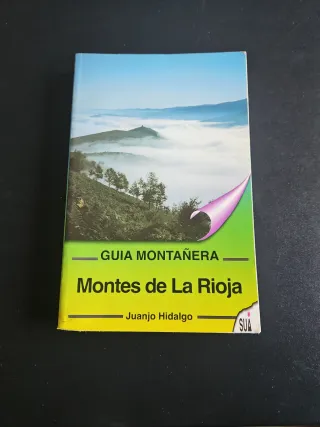 GUIA MONTAÑERA
Montes de La Rioja
Juanjo Hidalgo
SUA